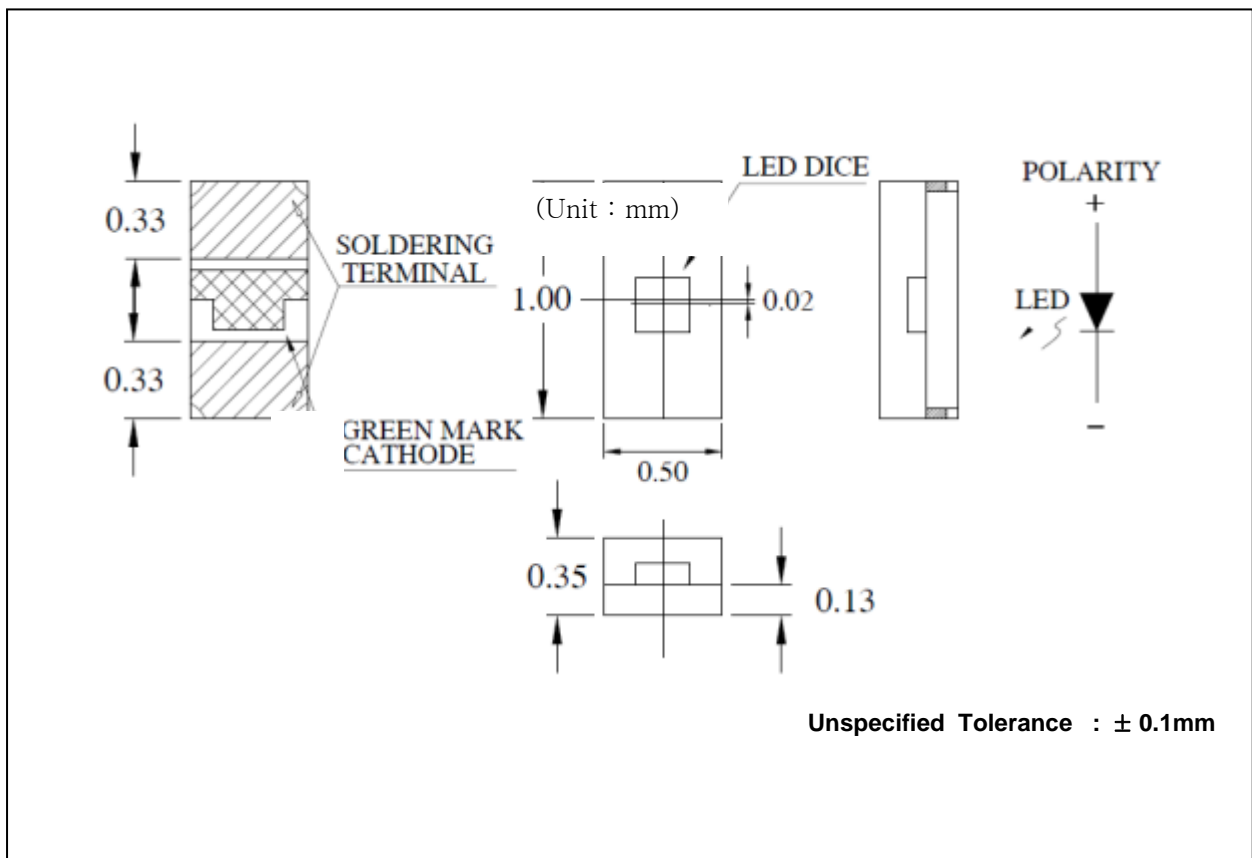 LED DICE
POLARITY
+
(Unit : mm)
0.33
SOLDERING
TERMINAL
1.00
0.02
LED
0.33
GREEN MARK
CATHODE
0.50
−
0.35
0.13
Unspecified Tolerance : ± 0.1mm